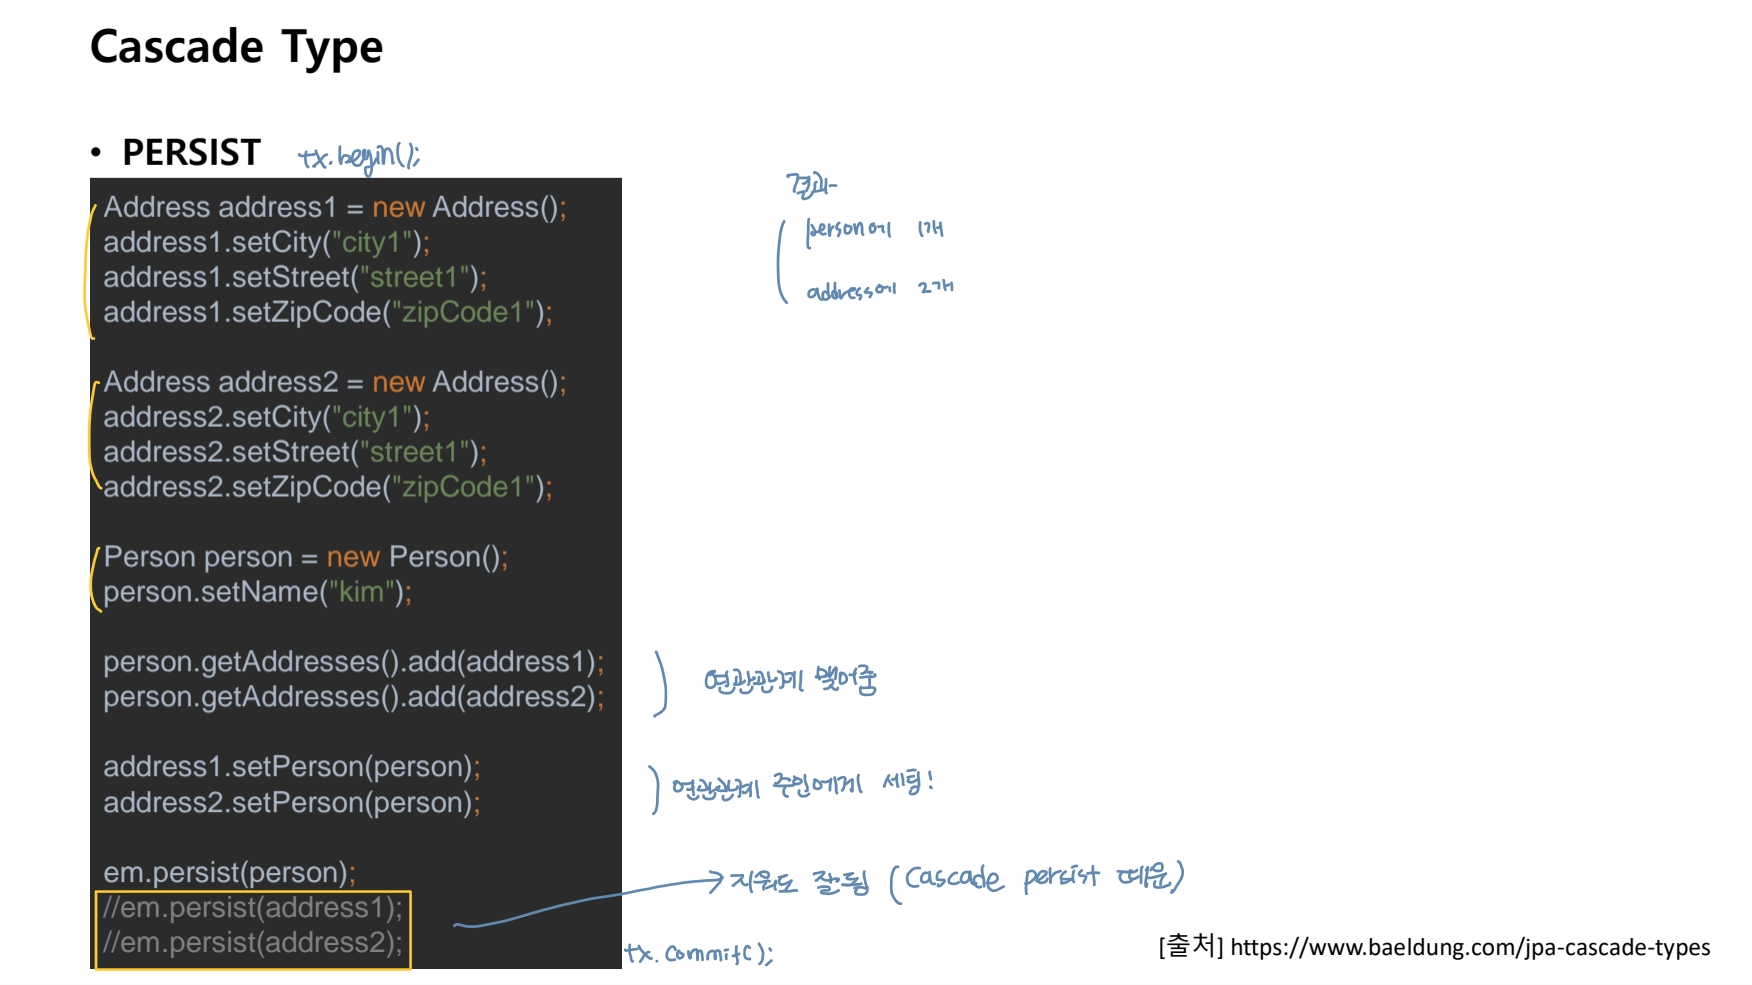 Cascade Type
• PERSIST tx.begin();
Address address1 = new Address();
address1.setCity("city1");
address1.setStreet("street1");
address1.setZipCode("zipCode1");
Address address2 = new Address();
address2.setCity("city1");
address2.setStreet("street1");
address2.setZipCode("zipCode1");
Person person = new Person();
person.setName("kim");
person.getAddresses().add(address1);
person.getAddresses().add(address2);
address1.setPerson(person);
address2.setPerson(person);
em.persist(person);
//em.persist(address1);
//em.persist(address2);
tx.commit();
결과
person에 1개
address에 2개
연관관계 맺어줌
연관관계 주인에게 세팅!
지워도 잘됨 (Cascade persist 때문)
[출처] https://www.baeldung.com/jpa-cascade-types